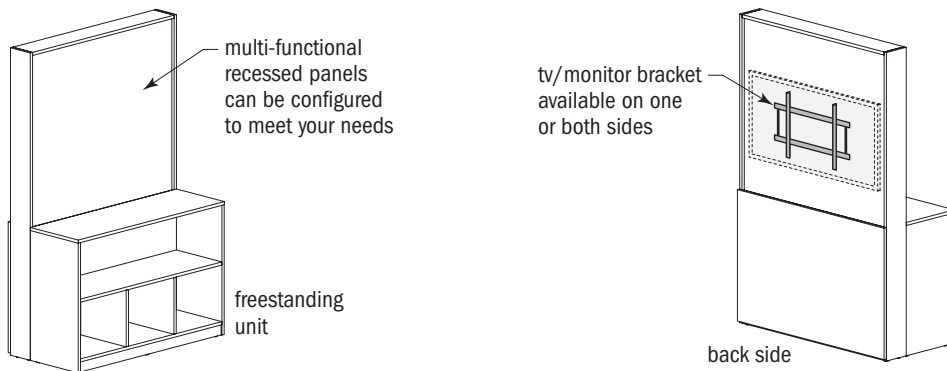 multi-functional
recessed panels
can be configured
to meet your needs
freestanding
unit
tv/monitor bracket
available on one
or both sides
back side